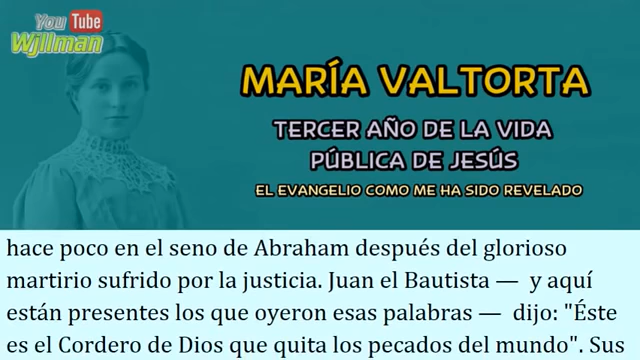 You Tube
Wjllman
MARÍA VALTORTA
TERCER AÑO DE LA VIDA
PÚBLICA DE JESÚS
EL EVANGELIO COMO ME HA SIDO REVELADO
hace poco en el seno de Abraham después del glorioso
martirio sufrido por la justicia. Juan el Bautista — y aquí
están presentes los que oyeron esas palabras — dijo: "Éste
es el Cordero de Dios que quita los pecados del mundo". Sus